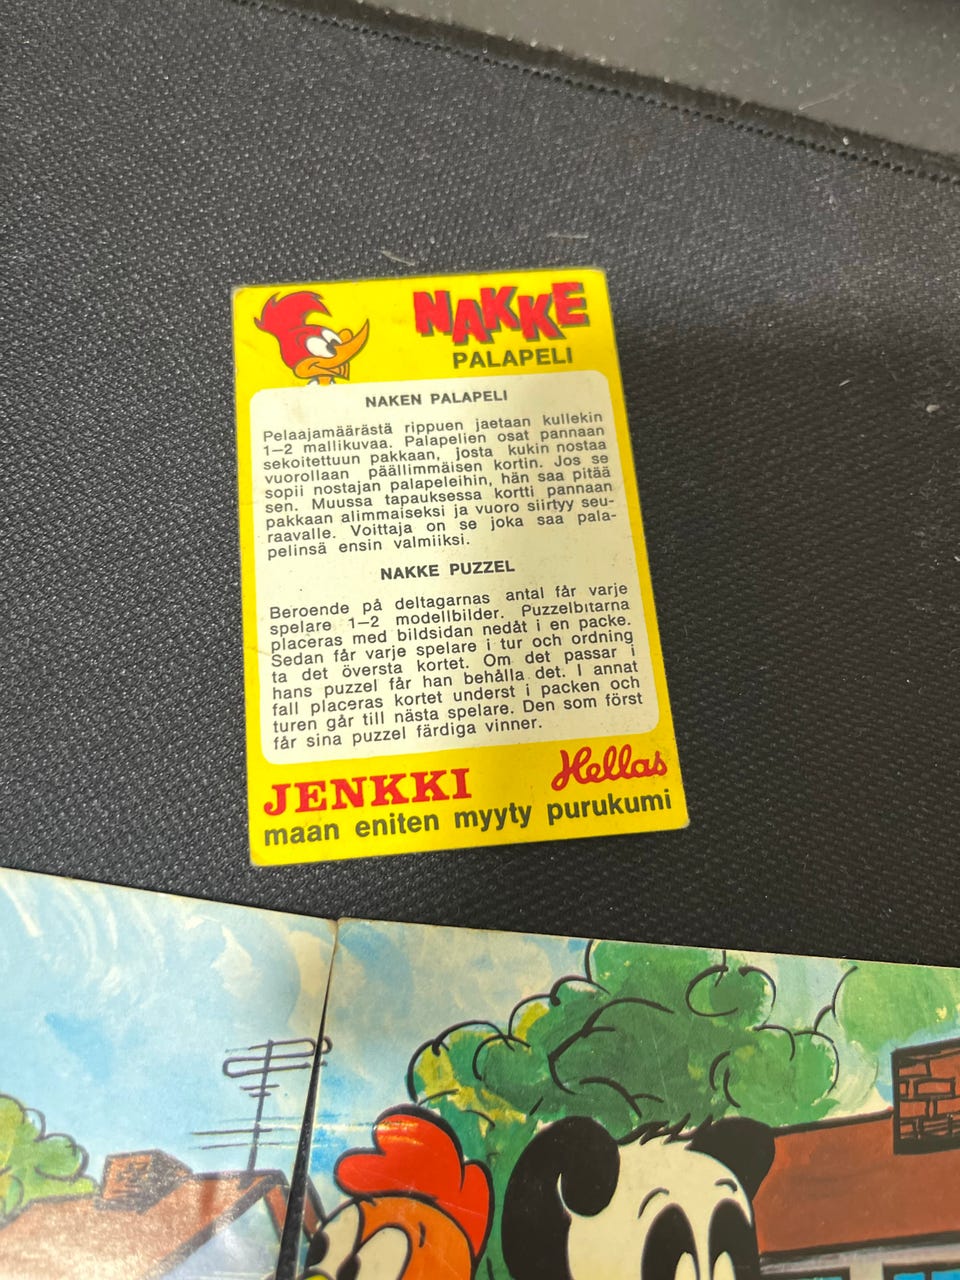 NAKKE
PALAPELI
NAKEN PALAPELI
Pelaajamäärästä rippuen jaetaan kullekin
1—2 mallikuvaa. Palapelien osat pannaan
sekoitettuun pakkaan, josta kukin nostaa
vuorollaan päällimmäisen kortin. Jos se
sopii nostajan palapeleihin, hän saa pitää
sen. Muussa tapauksessa kortti pannaan
pakkaan alimmaiseksi ja vuoro siirtyy seu-
raavalle. Voittaja on se joka saa pala-
pelinsä ensin valmiiksi.
NAKKE PUZZEL
Beroende på deltagarnas antal får varje
spelare 1—2 modellbilder. Puzzelbitarna
placeras med bildsidan nedåt i en packe.
Sedan får varje spelare i tur och ordning
ta det översta kortet. Om det passar i
hans puzzel får han behålla det. I annat
fall placeras kortet underst i packen och
turen går till nästa spelare. Den som först
får sina puzzel färdiga vinner.
JENKKI Hellas
maan eniten myyty purukumi